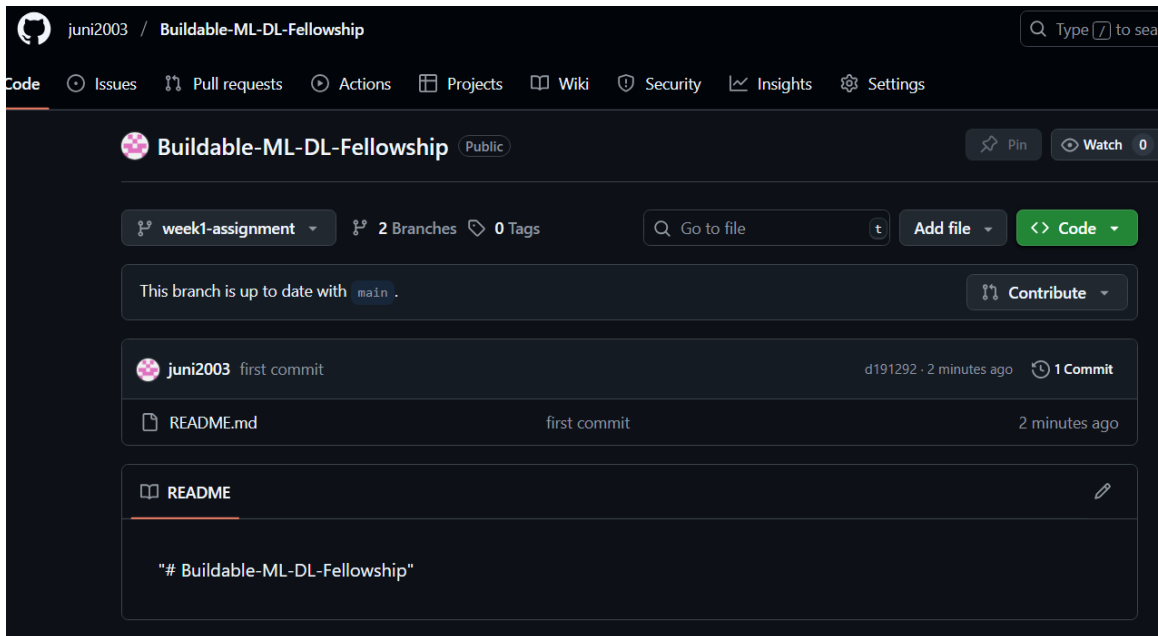 juni2003 / Buildable-ML-DL-Fellowship
Type / to sea
Code Issues Pull requests Actions Projects Wiki Security Insights Settings
Buildable-ML-DL-Fellowship Public
Pin Watch 0
week1-assignment 2 Branches 0 Tags
Go to file t Add file Code
This branch is up to date with main .
Contribute
juni2003 first commit d191292 · 2 minutes ago 1 Commit
README.md first commit 2 minutes ago
README
"# Buildable-ML-DL-Fellowship"